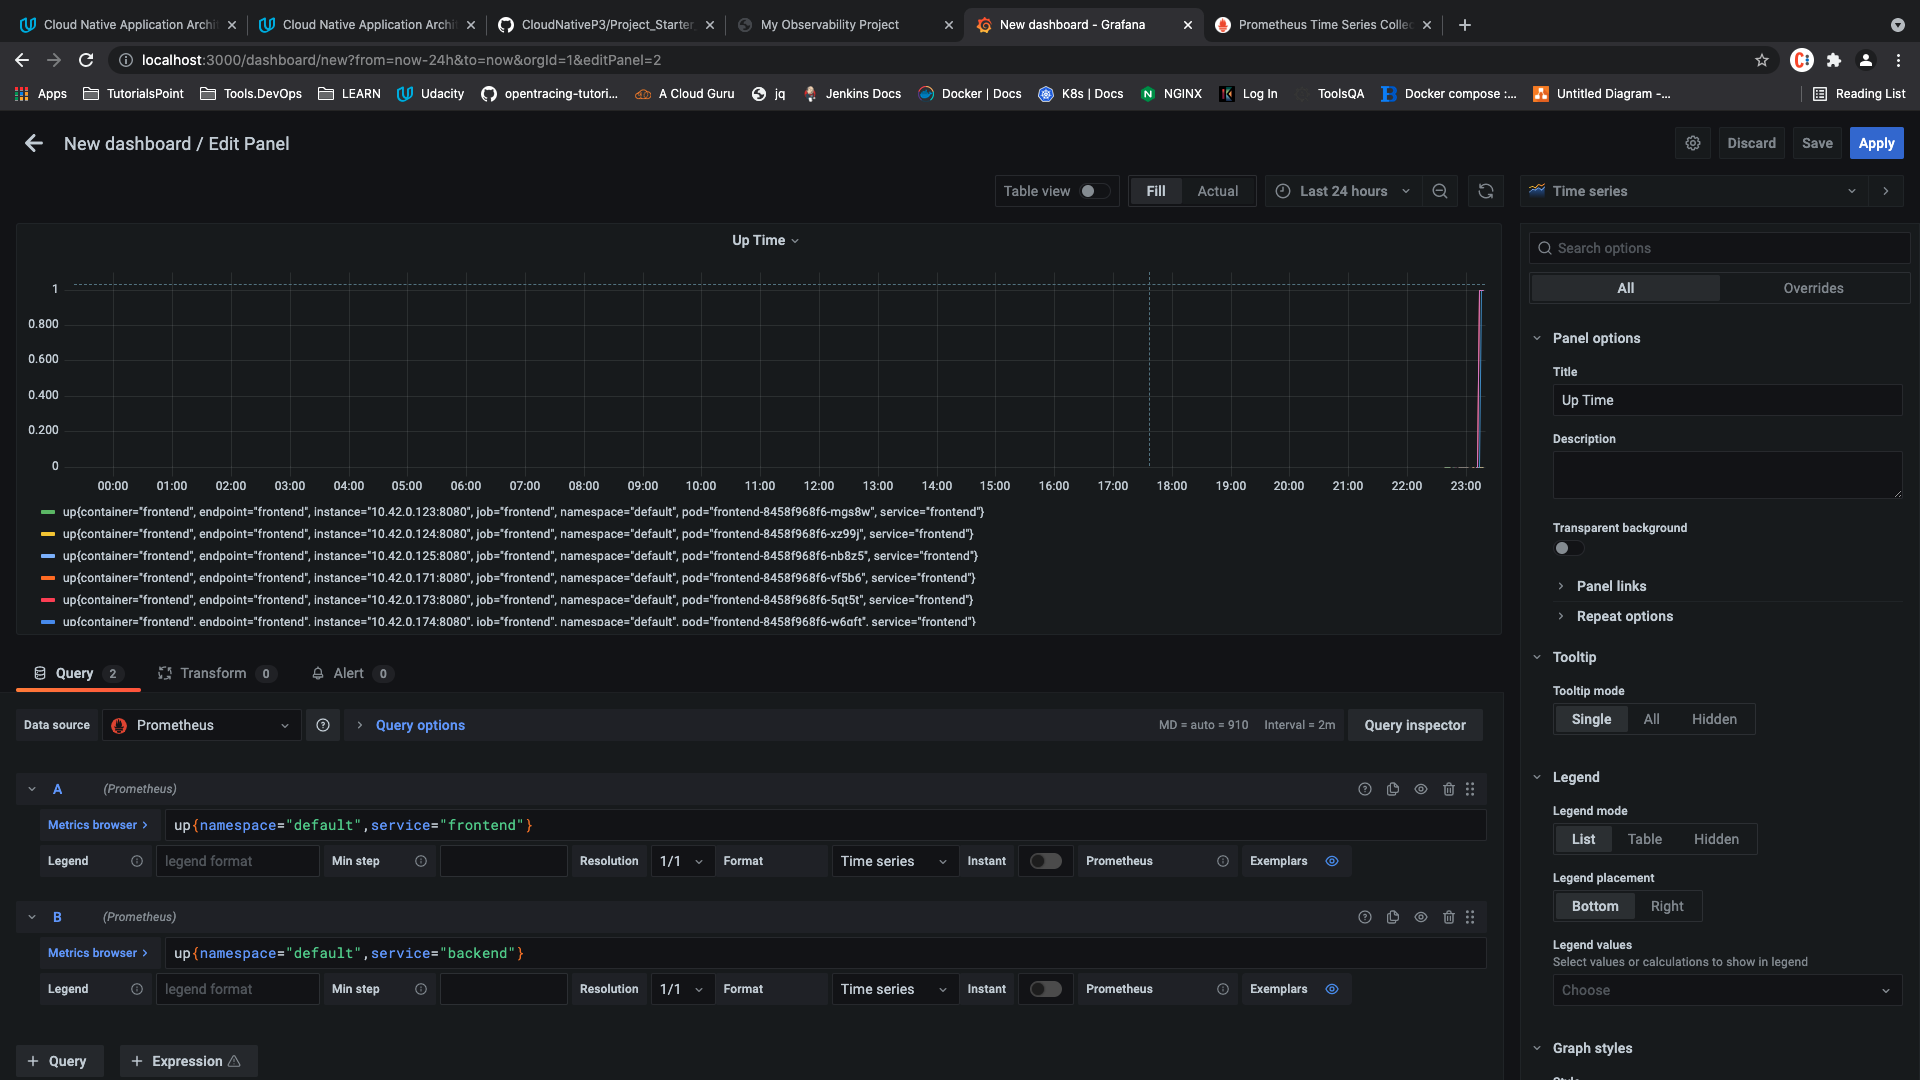 Cloud Native Application Archi
Cloud Native Application Archi
CloudNativeP3/Project_Starter
My Observability Project
New dashboard - Grafana
Prometheus Time Series Collec
localhost:3000/dashboard/new?from=now-24h&to=now&orgId=1&editPanel=2
Apps
TutorialsPoint
Tools.DevOps
LEARN
Udacity
opentracing-tutori...
A Cloud Guru
jq
Jenkins Docs
Docker | Docs
K8s | Docs
NGINX
Log In
ToolsQA
Docker compose :...
Untitled Diagram -...
Reading List
New dashboard / Edit Panel
Discard
Save
Apply
Table view
Fill
Actual
Last 24 hours
Time series
Up Time
1
0.800
0.600
0.400
0.200
0
00:00 01:00 02:00 03:00 04:00 05:00 06:00 07:00 08:00 09:00 10:00 11:00 12:00 13:00 14:00 15:00 16:00 17:00 18:00 19:00 20:00 21:00 22:00 23:00
up{container="frontend", endpoint="frontend", instance="10.42.0.123:8080", job="frontend", namespace="default", pod="frontend-8458f968f6-mgs8w", service="frontend"}
up{container="frontend", endpoint="frontend", instance="10.42.0.124:8080", job="frontend", namespace="default", pod="frontend-8458f968f6-xz99j", service="frontend"}
up{container="frontend", endpoint="frontend", instance="10.42.0.125:8080", job="frontend", namespace="default", pod="frontend-8458f968f6-nb8z5", service="frontend"}
up{container="frontend", endpoint="frontend", instance="10.42.0.171:8080", job="frontend", namespace="default", pod="frontend-8458f968f6-vf5b6", service="frontend"}
up{container="frontend", endpoint="frontend", instance="10.42.0.173:8080", job="frontend", namespace="default", pod="frontend-8458f968f6-5qt5t", service="frontend"}
up{container="frontend", endpoint="frontend", instance="10.42.0.174:8080", job="frontend", namespace="default", service="frontend"}
Query 2
Transform 0
Alert 0
Data source
Prometheus
Query options
MD = auto = 910
Interval = 2m
Query inspector
A (Prometheus)
Metrics browser >
up{namespace="default",service="frontend"}
Legend
legend format
Min step
Resolution
1/1
Format
Time series
Instant
Prometheus
Exemplars
B (Prometheus)
Metrics browser >
up{namespace="default",service="backend"}
Legend
legend format
Min step
Resolution
1/1
Format
Time series
Instant
Prometheus
Exemplars
+ Query
+ Expression
Search options
All
Overrides
Panel options
Title
Up Time
Description
Transparent background
Panel links
Repeat options
Tooltip
Tooltip mode
Single
All
Hidden
Legend
Legend mode
List
Table
Hidden
Legend placement
Bottom
Right
Legend values
Select values or calculations to show in legend
Choose
Graph styles